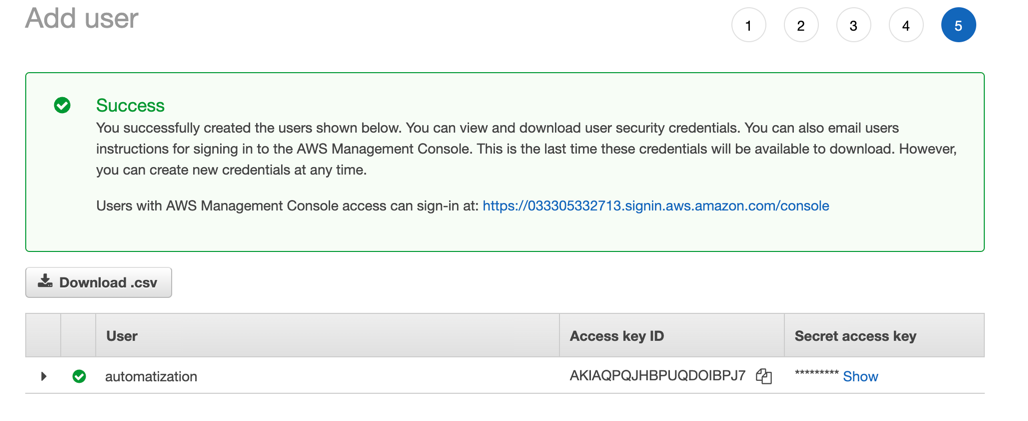 Add user
1 2 3 4 5
Success
You successfully created the users shown below. You can view and download user security credentials. You can also email users
instructions for signing in to the AWS Management Console. This is the last time these credentials will be available to download. However,
you can create new credentials at any time.
Users with AWS Management Console access can sign-in at: https://033305332713.signin.aws.amazon.com/console
Download .csv
User Access key ID Secret access key
automatization AKIAQPQJHBPUQDOIBPJ7 ********* Show